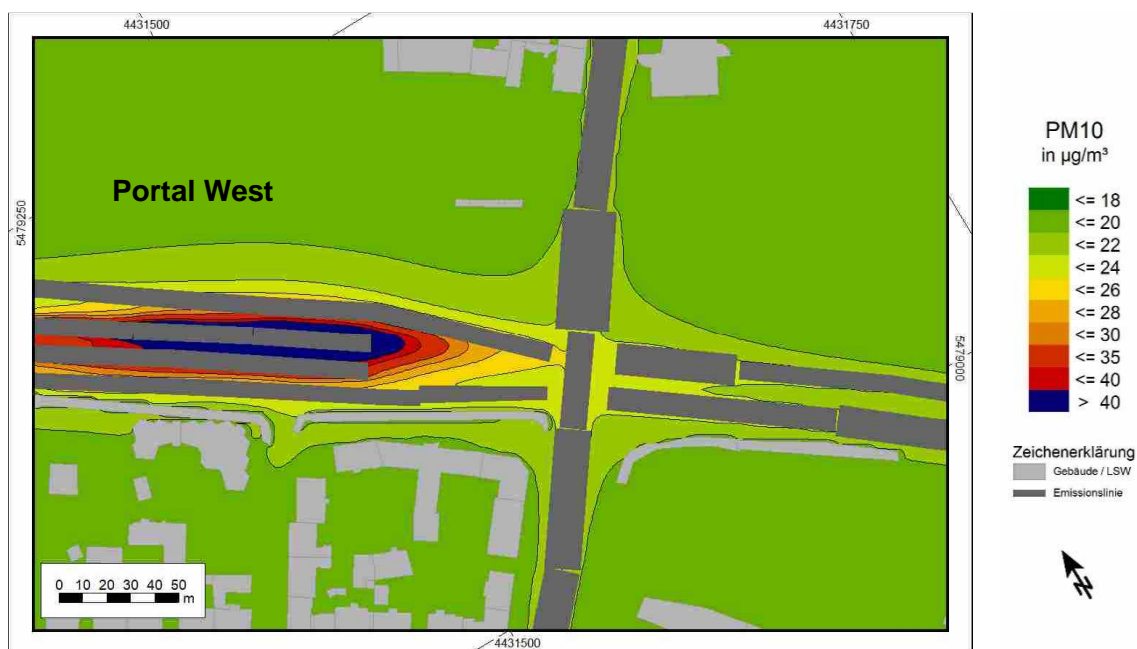 4431500
4431750
Portal West
5479250
5479000
PM10
in µg/m³
<= 18
<= 20
<= 22
<= 24
<= 26
<= 28
<= 30
<= 35
<= 40
> 40
Zeichenerklärung
Gebäude / LSW
Emissionslinie
0 10 20 30 40 50
m
N
4431500